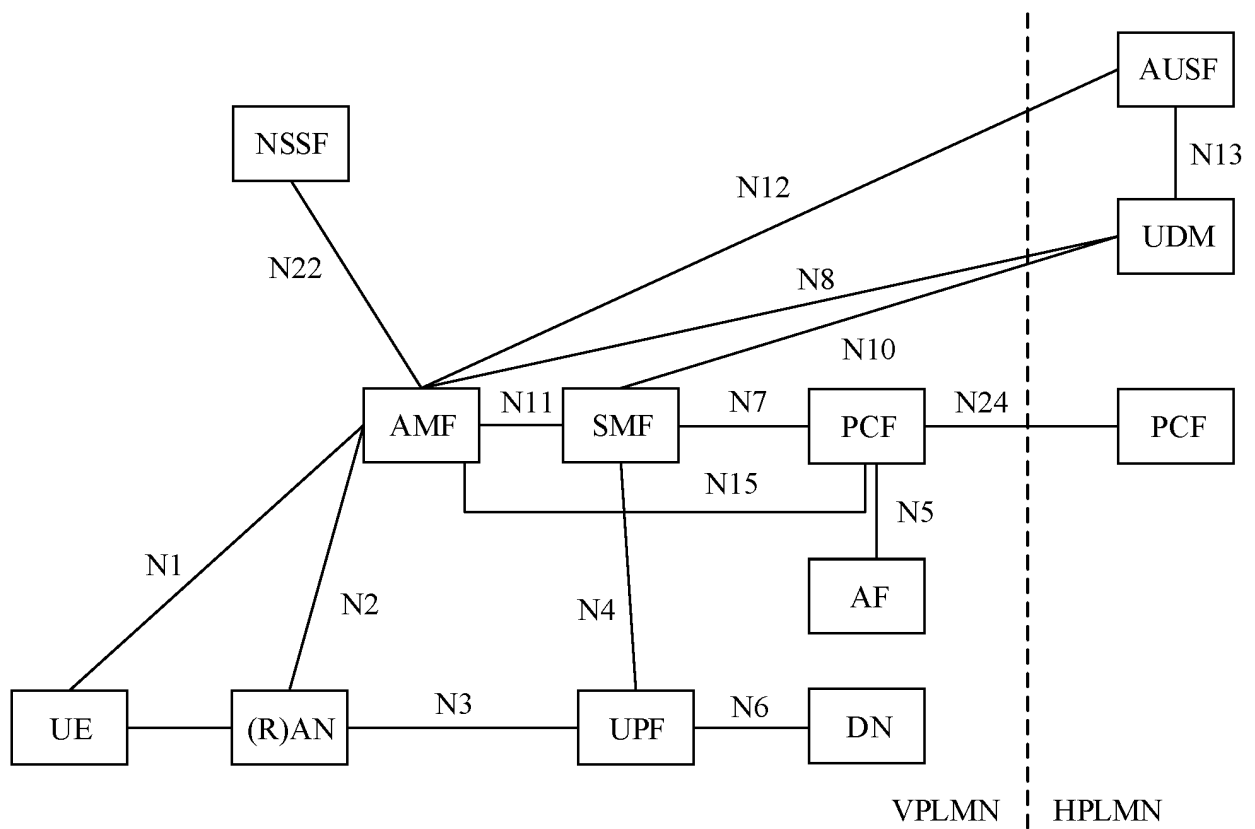 AUSF
NSSF
N13
N12
UDM
N22
N8
N10
N11
N7
N24
AMF
SMF
PCF
PCF
N15
N5
N1
N2
N4
AF
N3
N6
UE
(R)AN
UPF
DN
VPLMN
HPLMN